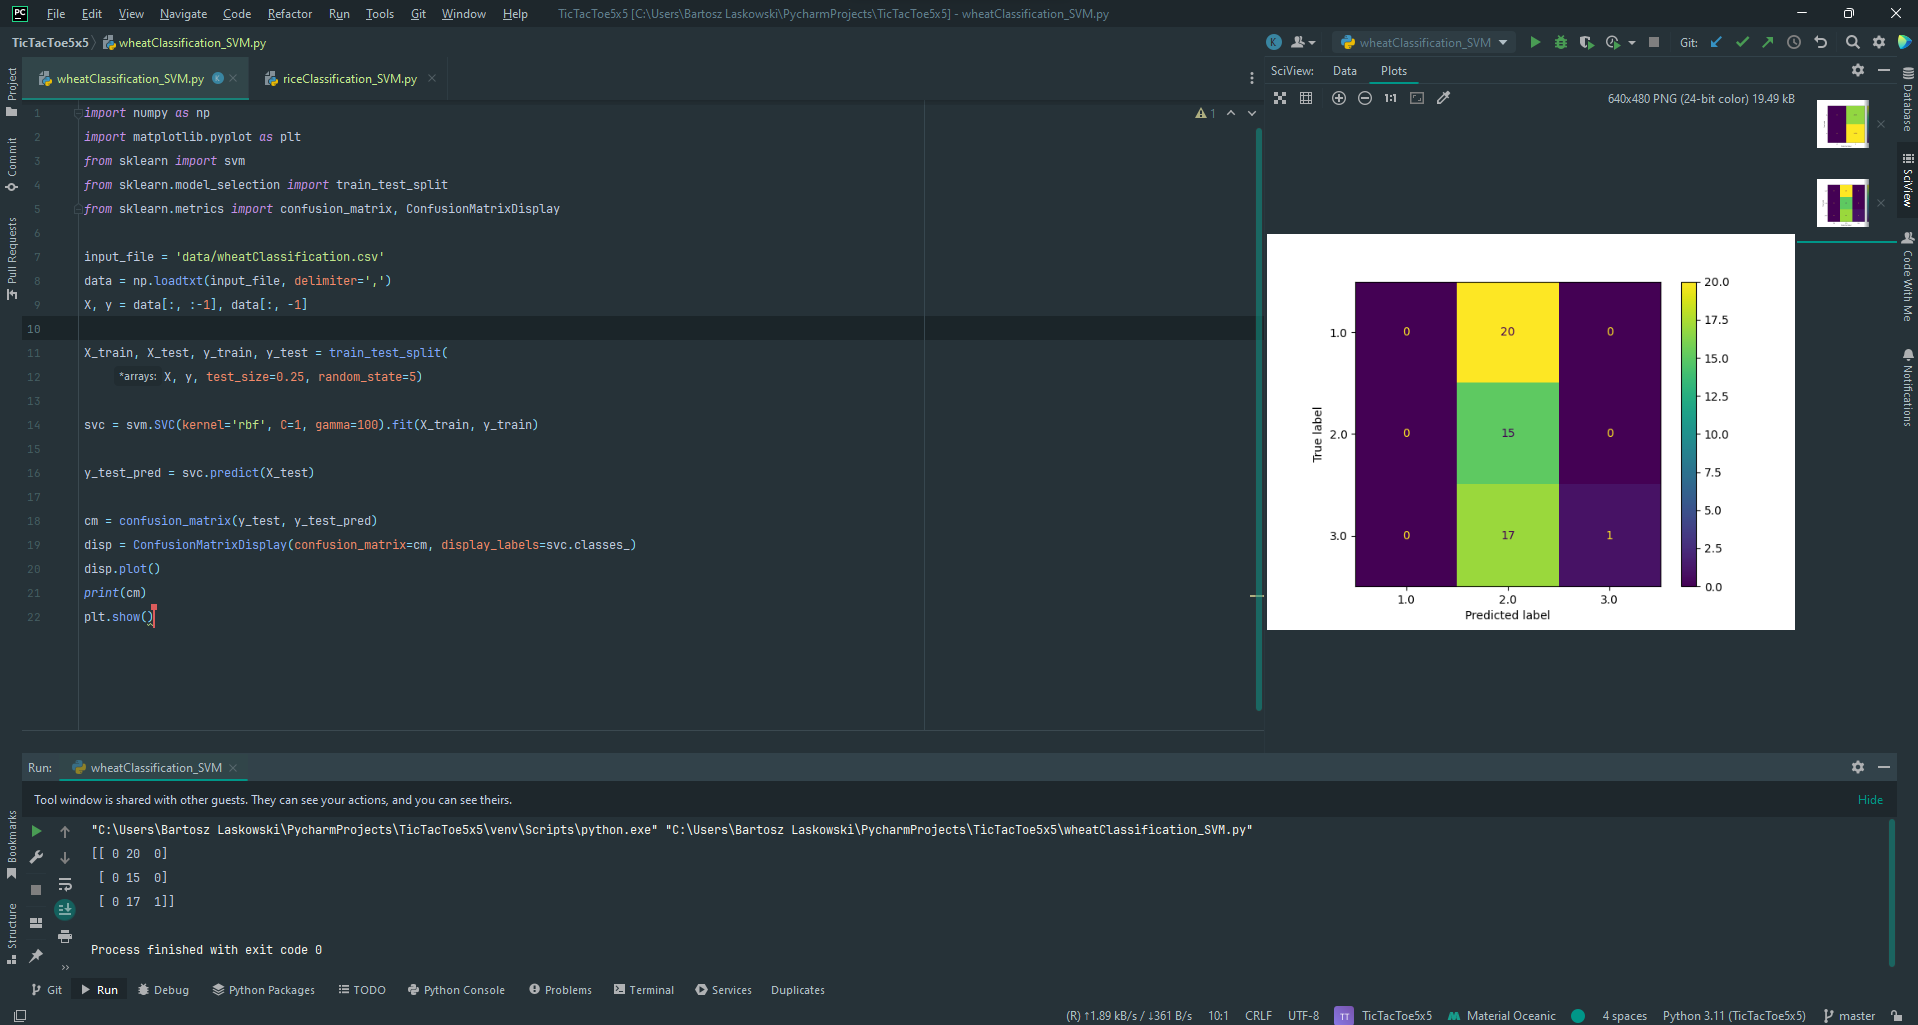 PC File Edit View Navigate Code Refactor Run Tools Git Window Help TicTacToe5x5 [C:\Users\Bartosz Laskowski\PycharmProjects\TicTacToe5x5] - wheatClassification_SVM.py
TicTacToe5x5 wheatClassification_SVM.py K wheatClassification_SVM Git:
wheatClassification_SVM.py K riceClassification_SVM.py
SciView: Data Plots
1:1 640x480 PNG (24-bit color) 19.49 kB
1 import numpy as np
2 import matplotlib.pyplot as plt
3 from sklearn import svm
4 from sklearn.model_selection import train_test_split
5 from sklearn.metrics import confusion_matrix, ConfusionMatrixDisplay
6
7 input_file = 'data/wheatClassification.csv'
8 data = np.loadtxt(input_file, delimiter=',')
9 X, y = data[:, :-1], data[:, -1]
10
11 X_train, X_test, y_train, y_test = train_test_split(
12 *arrays: X, y, test_size=0.25, random_state=5)
13
14 svc = svm.SVC(kernel='rbf', C=1, gamma=100).fit(X_train, y_train)
15
16 y_test_pred = svc.predict(X_test)
17
18 cm = confusion_matrix(y_test, y_test_pred)
19 disp = ConfusionMatrixDisplay(confusion_matrix=cm, display_labels=svc.classes_)
20 disp.plot()
21 print(cm)
22 plt.show()
1
Project
Commit
Pull Requests
Bookmarks
Structure
True label
1.0 0 20 0
2.0 0 15 0
3.0 0 17 1
1.0 2.0 3.0
Predicted label
20.0
17.5
15.0
12.5
10.0
7.5
5.0
2.5
0.0
Database
SciView
Code With Me
Notifications
Run: wheatClassification_SVM
Tool window is shared with other guests. They can see your actions, and you can see theirs. Hide
"C:\Users\Bartosz Laskowski\PycharmProjects\TicTacToe5x5\venv\Scripts\python.exe" "C:\Users\Bartosz Laskowski\PycharmProjects\TicTacToe5x5\wheatClassification_SVM.py"
[[ 0 20  0]
 [ 0 15  0]
 [ 0 17  1]]
Process finished with exit code 0
Git Run Debug Python Packages TODO Python Console Problems Terminal Services Duplicates
(R) ↑1.89 kB/s / ↓361 B/s 10:1 CRLF UTF-8 TT TicTacToe5x5 Material Oceanic 4 spaces Python 3.11 (TicTacToe5x5) master